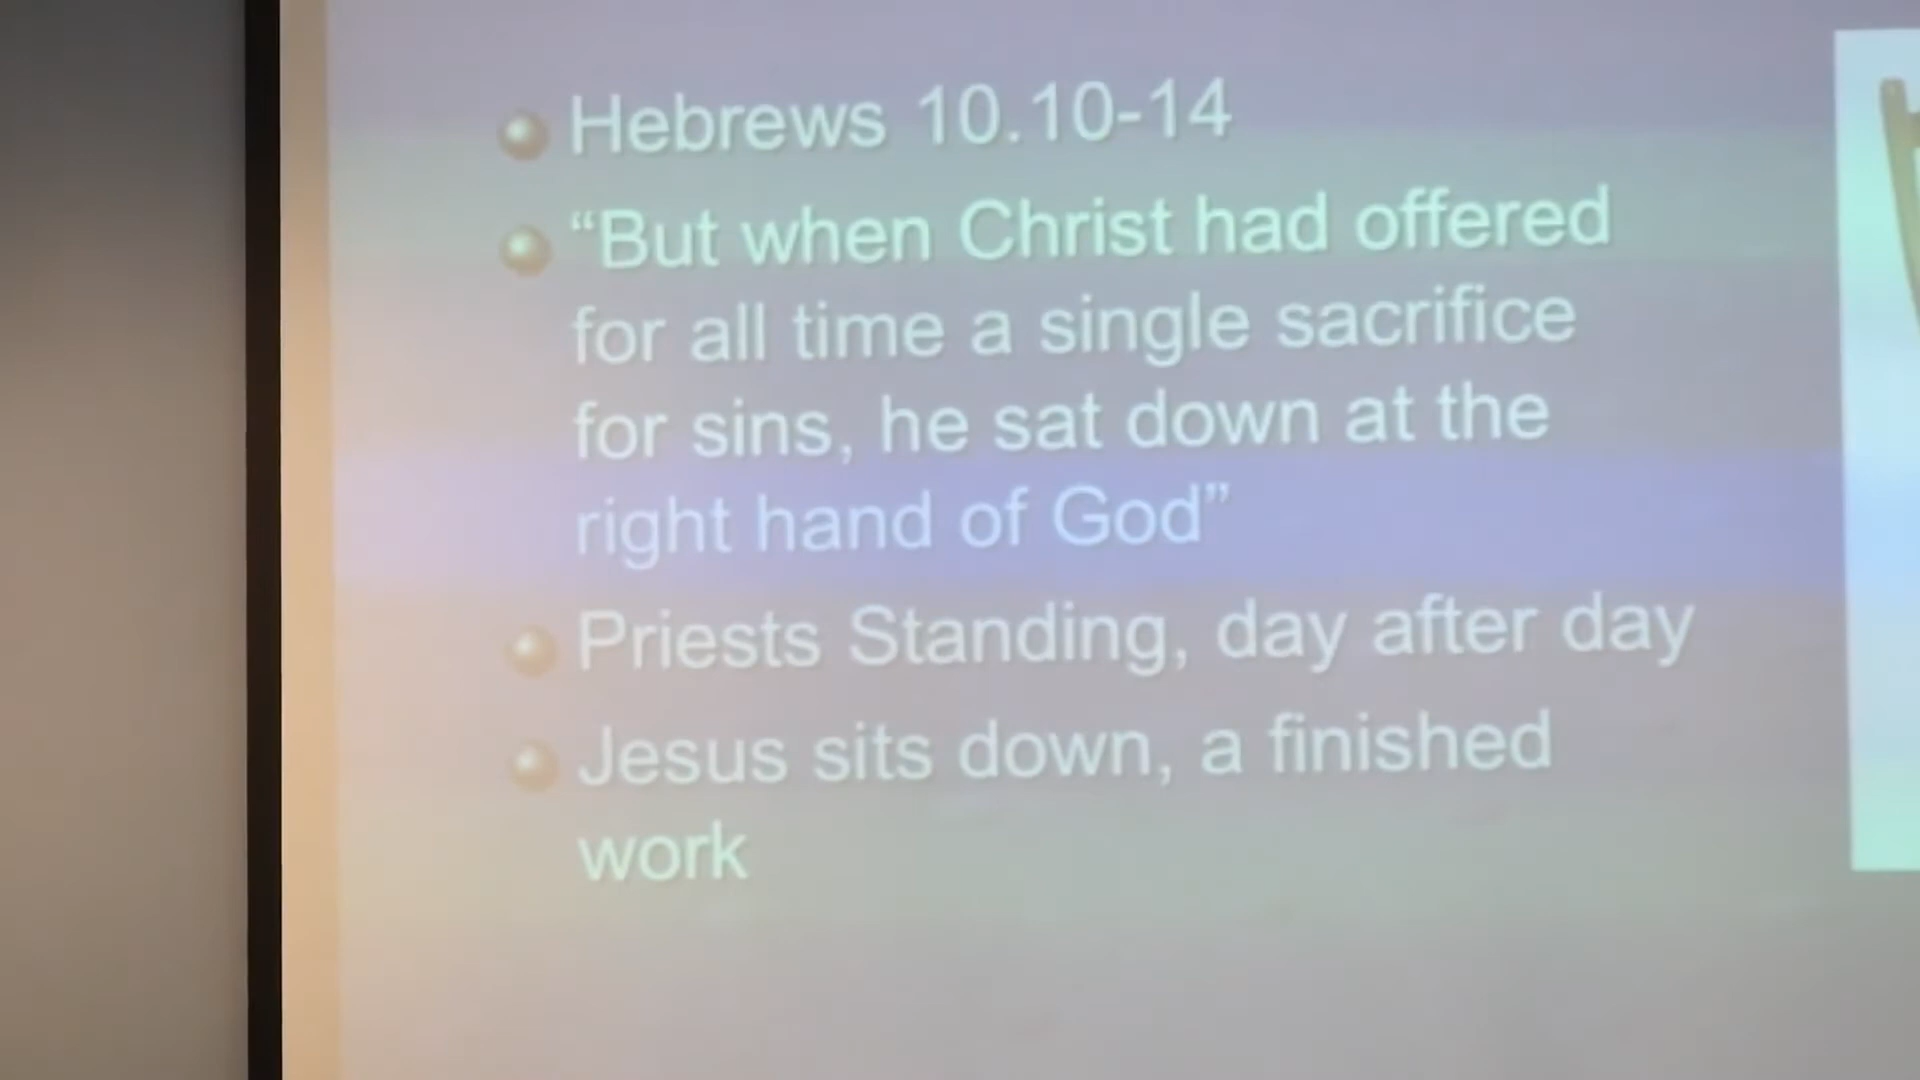 Hebrews 10.10-14
“But when Christ had offered
for all time a single sacrifice
for sins, he sat down at the
right hand of God”
Priests Standing, day after day
Jesus sits down, a finished
work